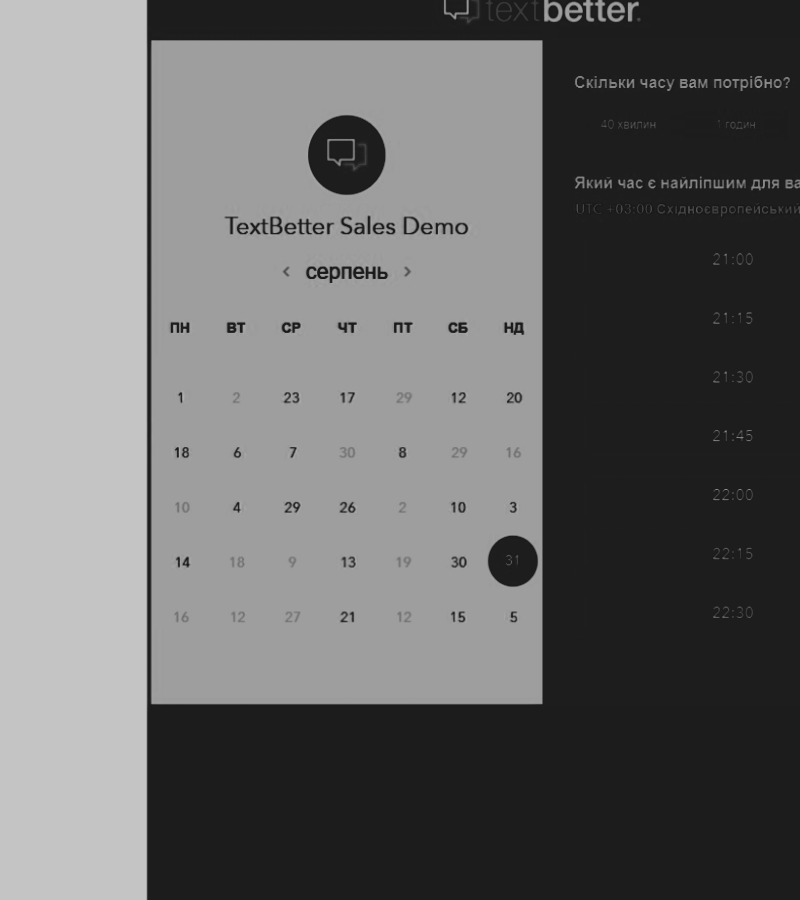 textbetter.
TextBetter Sales Demo
‹ серпень ›
ПН ВТ СР ЧТ ПТ СБ НД
1 2 23 17 29 12 20
18 6 7 30 8 29 16
10 4 29 26 2 10 3
14 18 9 13 19 30 31
16 12 27 21 12 15 5
Скільки часу вам потрібно?
40 хвилин 1 годин
Який час є найліпшим для
UTC +03:00 Східноєвропейський
21:00
21:15
21:30
21:45
22:00
22:15
22:30